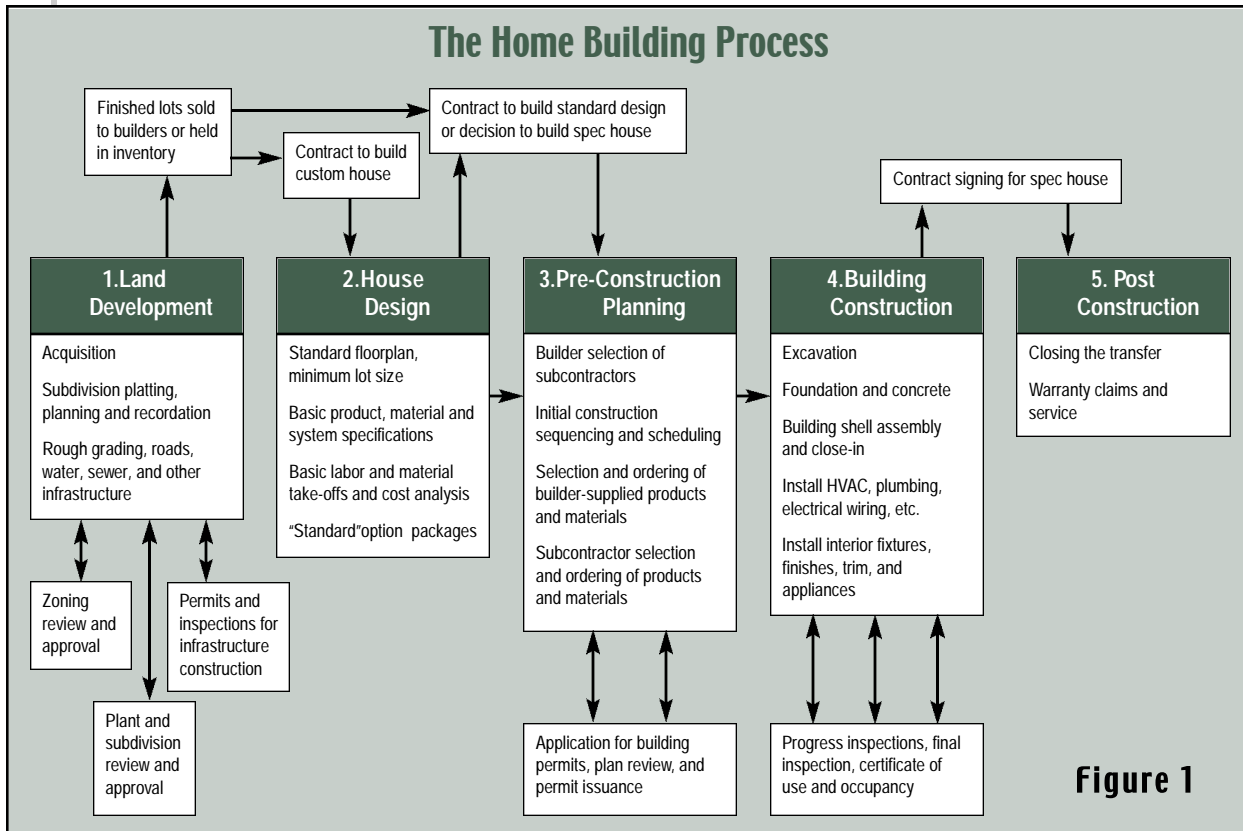 The Home Building Process
Finished lots sold
to builders or held
in inventory
Contract to build
custom house
Contract to build standard design
or decision to build spec house
Contract signing for spec house
1.Land
Development
Acquisition
Subdivision platting,
planning and recordation
Rough grading, roads,
water, sewer, and other
infrastructure
Zoning
review and
approval
Permits and
inspections for
infrastructure
construction
Plant and
subdivision
review and
approval
2.House
Design
Standard floorplan,
minimum lot size
Basic product, material and
system specifications
Basic labor and material
take-offs and cost analysis
“Standard”option packages
3.Pre-Construction
Planning
Builder selection of
subcontractors
Initial construction
sequencing and scheduling
Selection and ordering of
builder-supplied products
and materials
Subcontractor selection
and ordering of products
and materials
Application for building
permits, plan review, and
permit issuance
4.Building
Construction
Excavation
Foundation and concrete
Building shell assembly
and close-in
Install HVAC, plumbing,
electrical wiring, etc.
Install interior fixtures,
finishes, trim, and
appliances
Progress inspections, final
inspection, certificate of
use and occupancy
5. Post
Construction
Closing the transfer
Warranty claims and
service
Figure 1